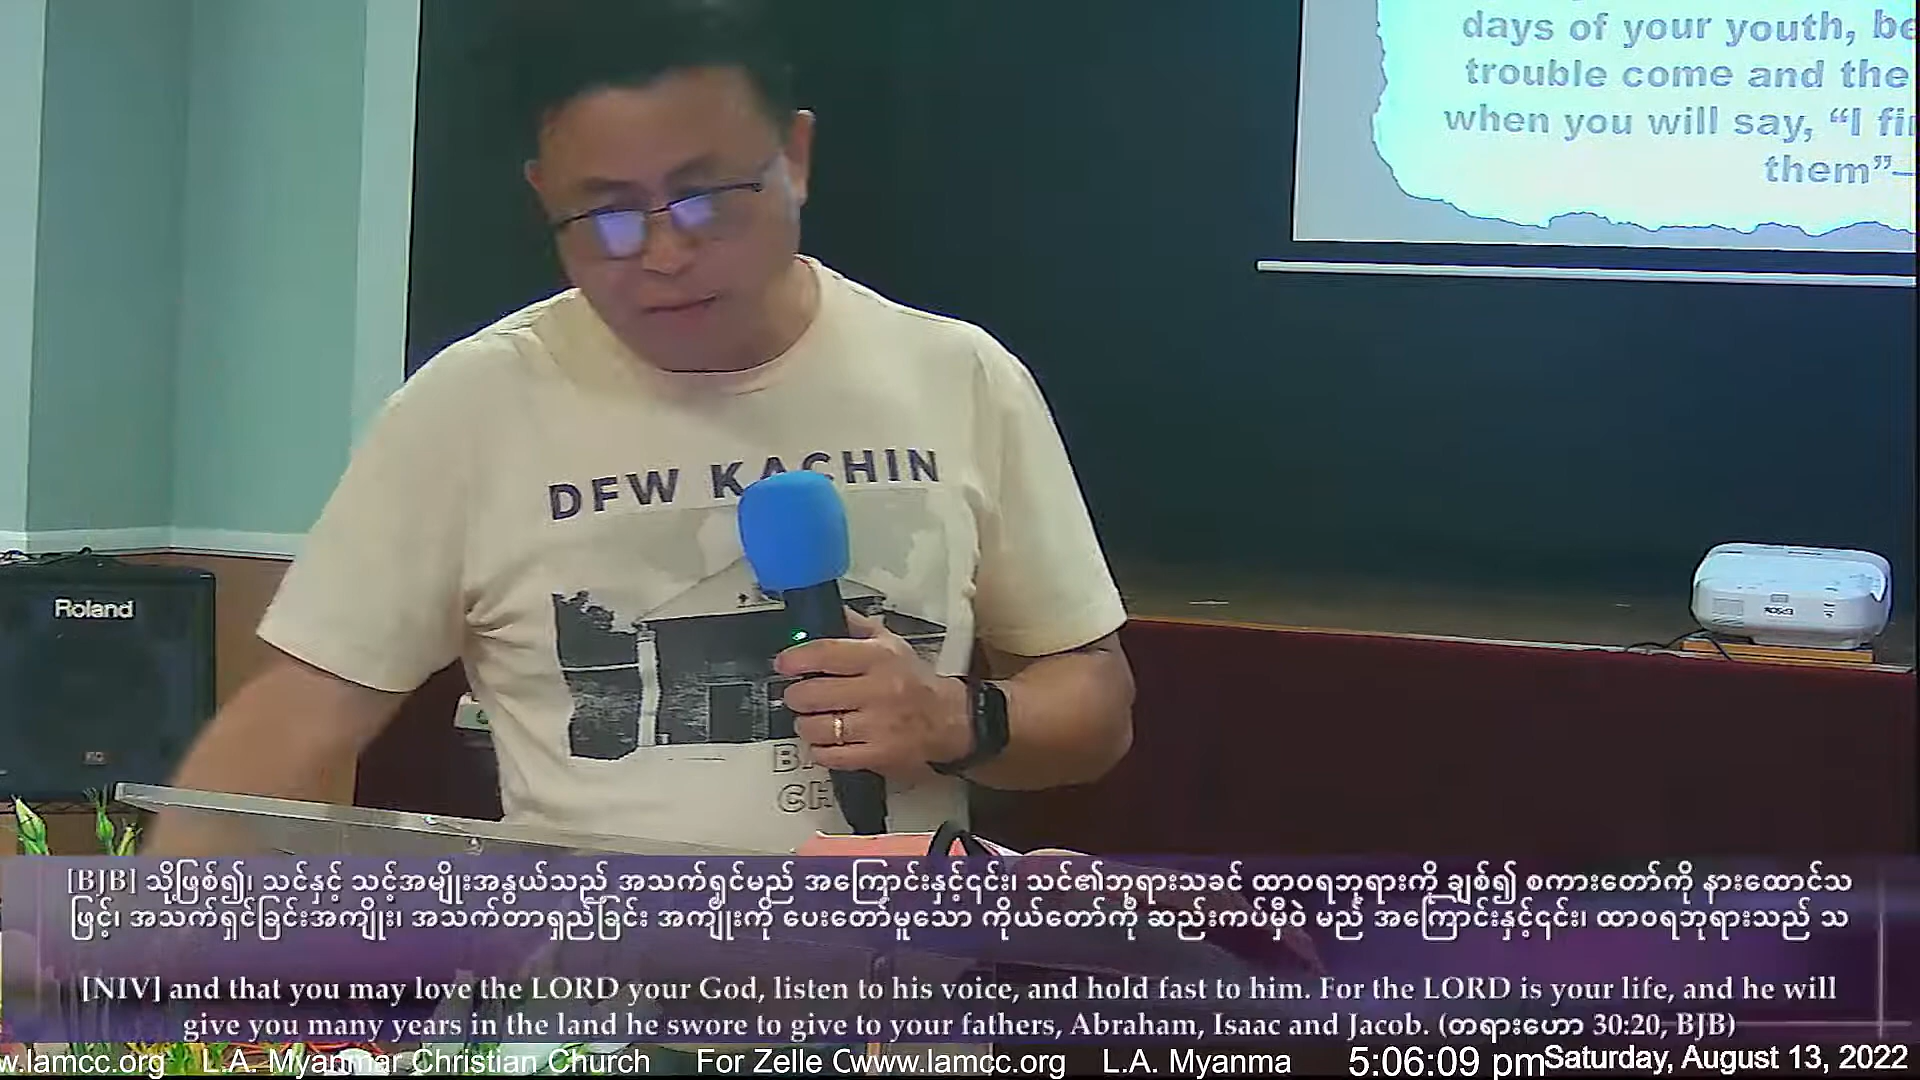 days of your youth, be
trouble come and the
when you will say, “I fi
them”—
DFW KACHIN
Roland
EPSON
B
CH
[BJB] သို့ဖြစ်၍၊ သင်နှင့် သင့်အမျိုးအနွယ်သည် အသက်ရှင်မည် အကြောင်းနှင့်၎င်း၊ သင်၏ဘုရားသခင် ထာဝရဘုရားကို ချစ်၍ စကားတော်ကို နားထောင်သ
ဖြင့်၊ အသက်ရှင်ခြင်းအကျိုး၊ အသက်တာရှည်ခြင်း အကျိုးကို ပေးတော်မူသော ကိုယ်တော်ကို ဆည်းကပ်မှီဝဲ မည် အကြောင်းနှင့်၎င်း၊ ထာဝရဘုရားသည် သ
[NIV] and that you may love the LORD your God, listen to his voice, and hold fast to him. For the LORD is your life, and he will
give you many years in the land he swore to give to your fathers, Abraham, Isaac and Jacob. (တရားဟော 30:20, BJB)
w.lamcc.org L.A. Myanmar Christian Church For Zelle Cwww.lamcc.org L.A. Myanma 5:06:09 pm Saturday, August 13, 2022